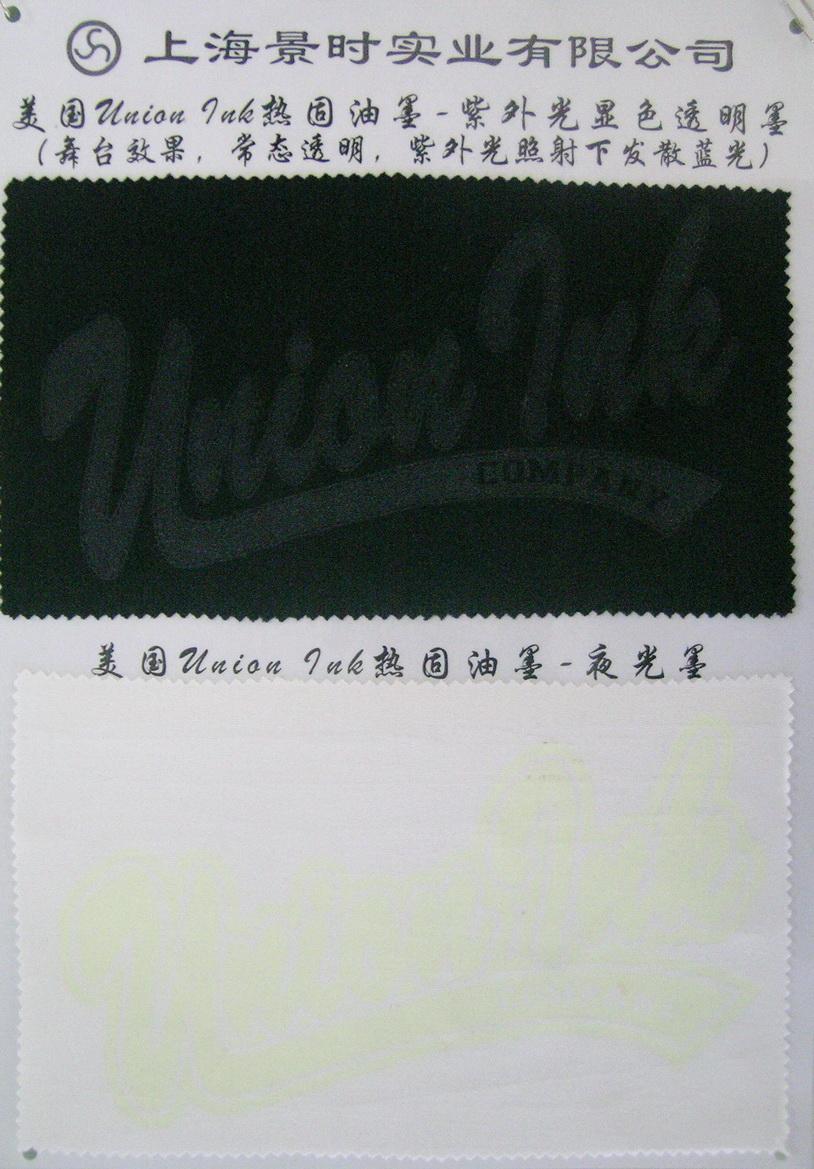 上海景时实业有限公司
美国Union Ink热固油墨-紫外光显色透明墨
(舞台效果，常态透明，紫外光照射下发散蓝光)
Union Ink
COMPANY
美国Union Ink热固油墨-夜光墨
Union Ink
COMPANY